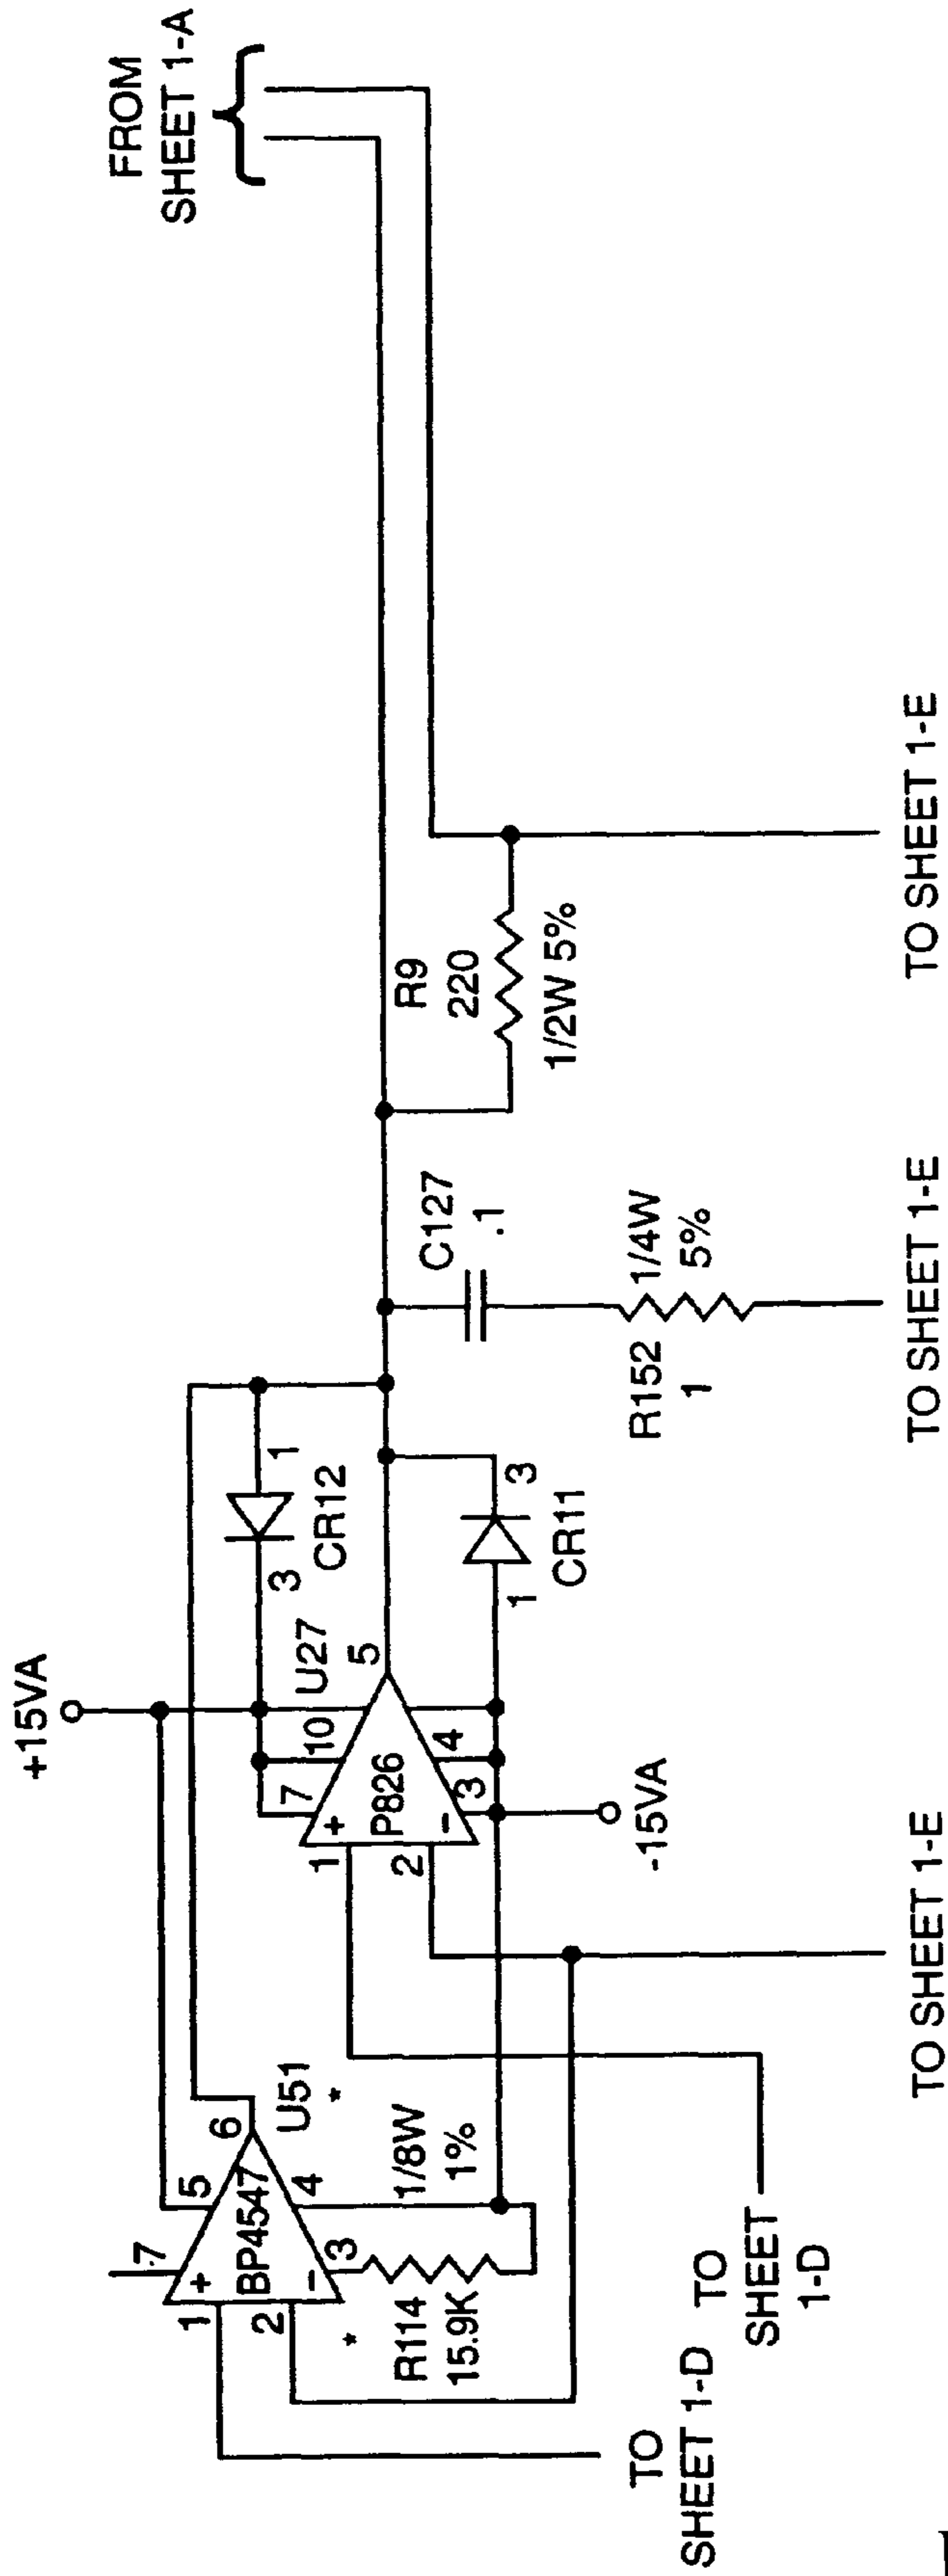 FROM
SHEET 1-A
+15VA
7
1
+
BP4547
2
-
5
6
4
3
U51
*
*
R114
15.9K
1/8W
1%
U27
7
10
1
+
P826
2
-
3
4
5
-15VA
3
1
CR12
1
3
CR11
C127
.1
R152
1
1/4W
5%
R9
220
1/2W 5%
TO
SHEET 1-D
TO
SHEET
1-D
TO SHEET 1-E
TO SHEET 1-E
TO SHEET 1-E